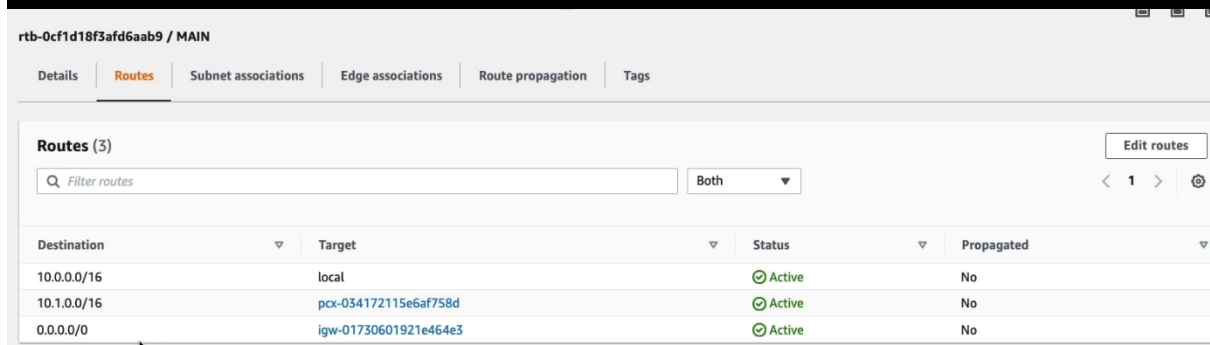 rtb-0cf1d18f3afd6aab9 / MAIN
Details Routes Subnet associations Edge associations Route propagation Tags
Routes (3) Edit routes
Filter routes Both 1
Destination Target Status Propagated
10.0.0.0/16 local Active No
10.1.0.0/16 pcx-034172115e6af758d Active No
0.0.0.0/0 igw-01730601921e464e3 Active No